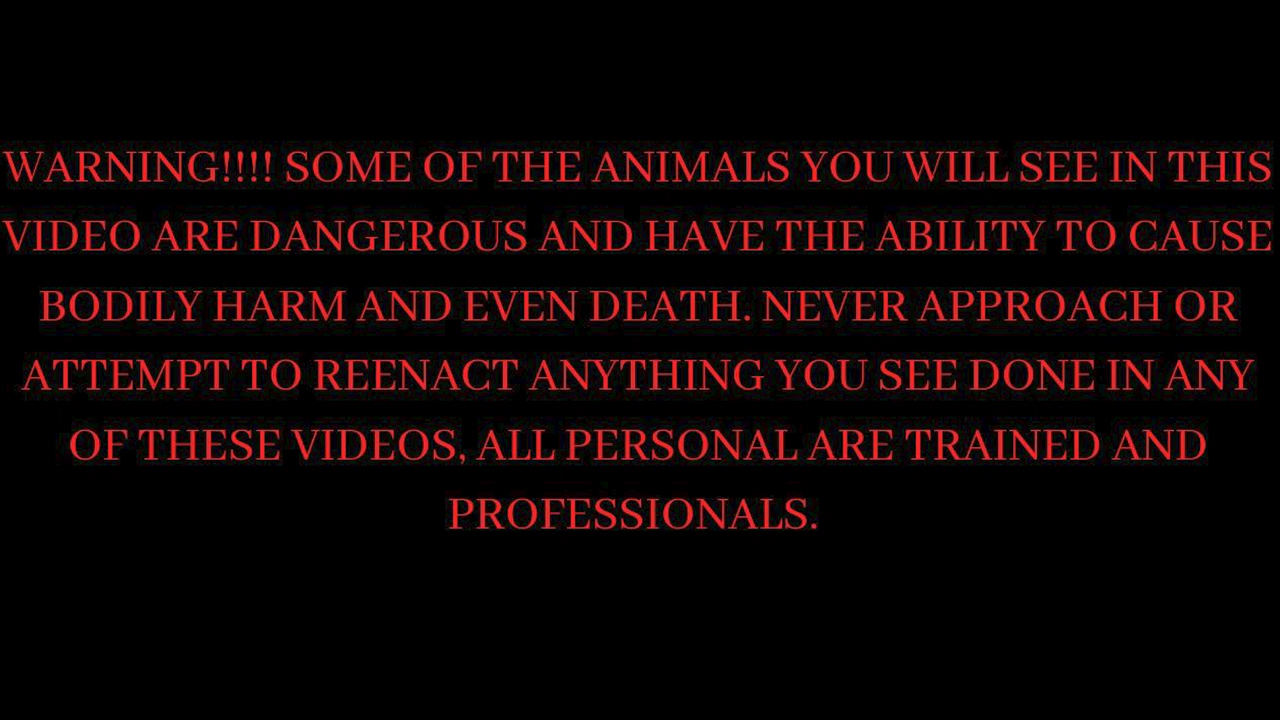 WARNING!!!! SOME OF THE ANIMALS YOU WILL SEE IN THIS
VIDEO ARE DANGEROUS AND HAVE THE ABILITY TO CAUSE
BODILY HARM AND EVEN DEATH. NEVER APPROACH OR
ATTEMPT TO REENACT ANYTHING YOU SEE DONE IN ANY
OF THESE VIDEOS, ALL PERSONAL ARE TRAINED AND
PROFESSIONALS.